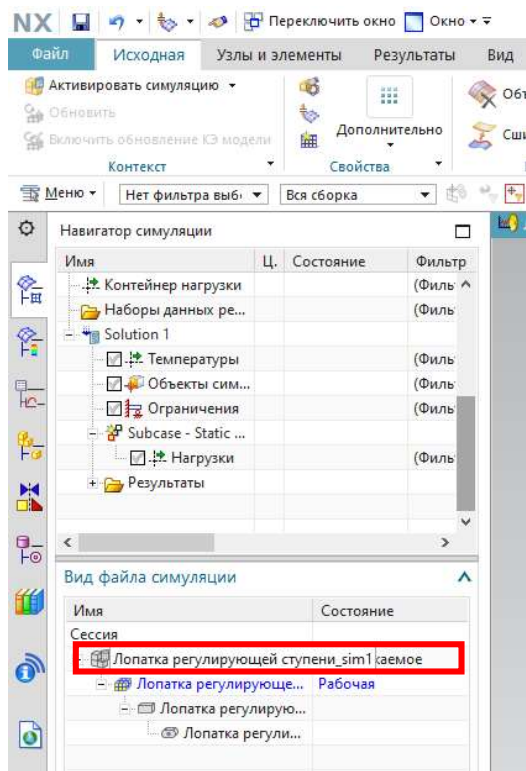 NX Переключить окно Окно
Файл Исходная Узлы и элементы Результаты Вид
Активировать симуляцию
Обновить
Включить обновление КЭ модели
Дополнительно
Контекст Свойства
Меню Нет фильтра выб Вся сборка
Навигатор симуляции
Имя Ц. Состояние Фильтр
Контейнер нагрузки (Филь
Наборы данных ре... (Филь
Solution 1
Температуры (Филь
Объекты сим... (Филь
Ограничения (Филь
Subcase - Static ...
Нагрузки (Филь
Результаты
Вид файла симуляции
Имя Состояние
Сессия
Лопатка регулирующей ступени_sim1 каемое
Лопатка регулирующе... Рабочая
Лопатка регулирую...
Лопатка регули...